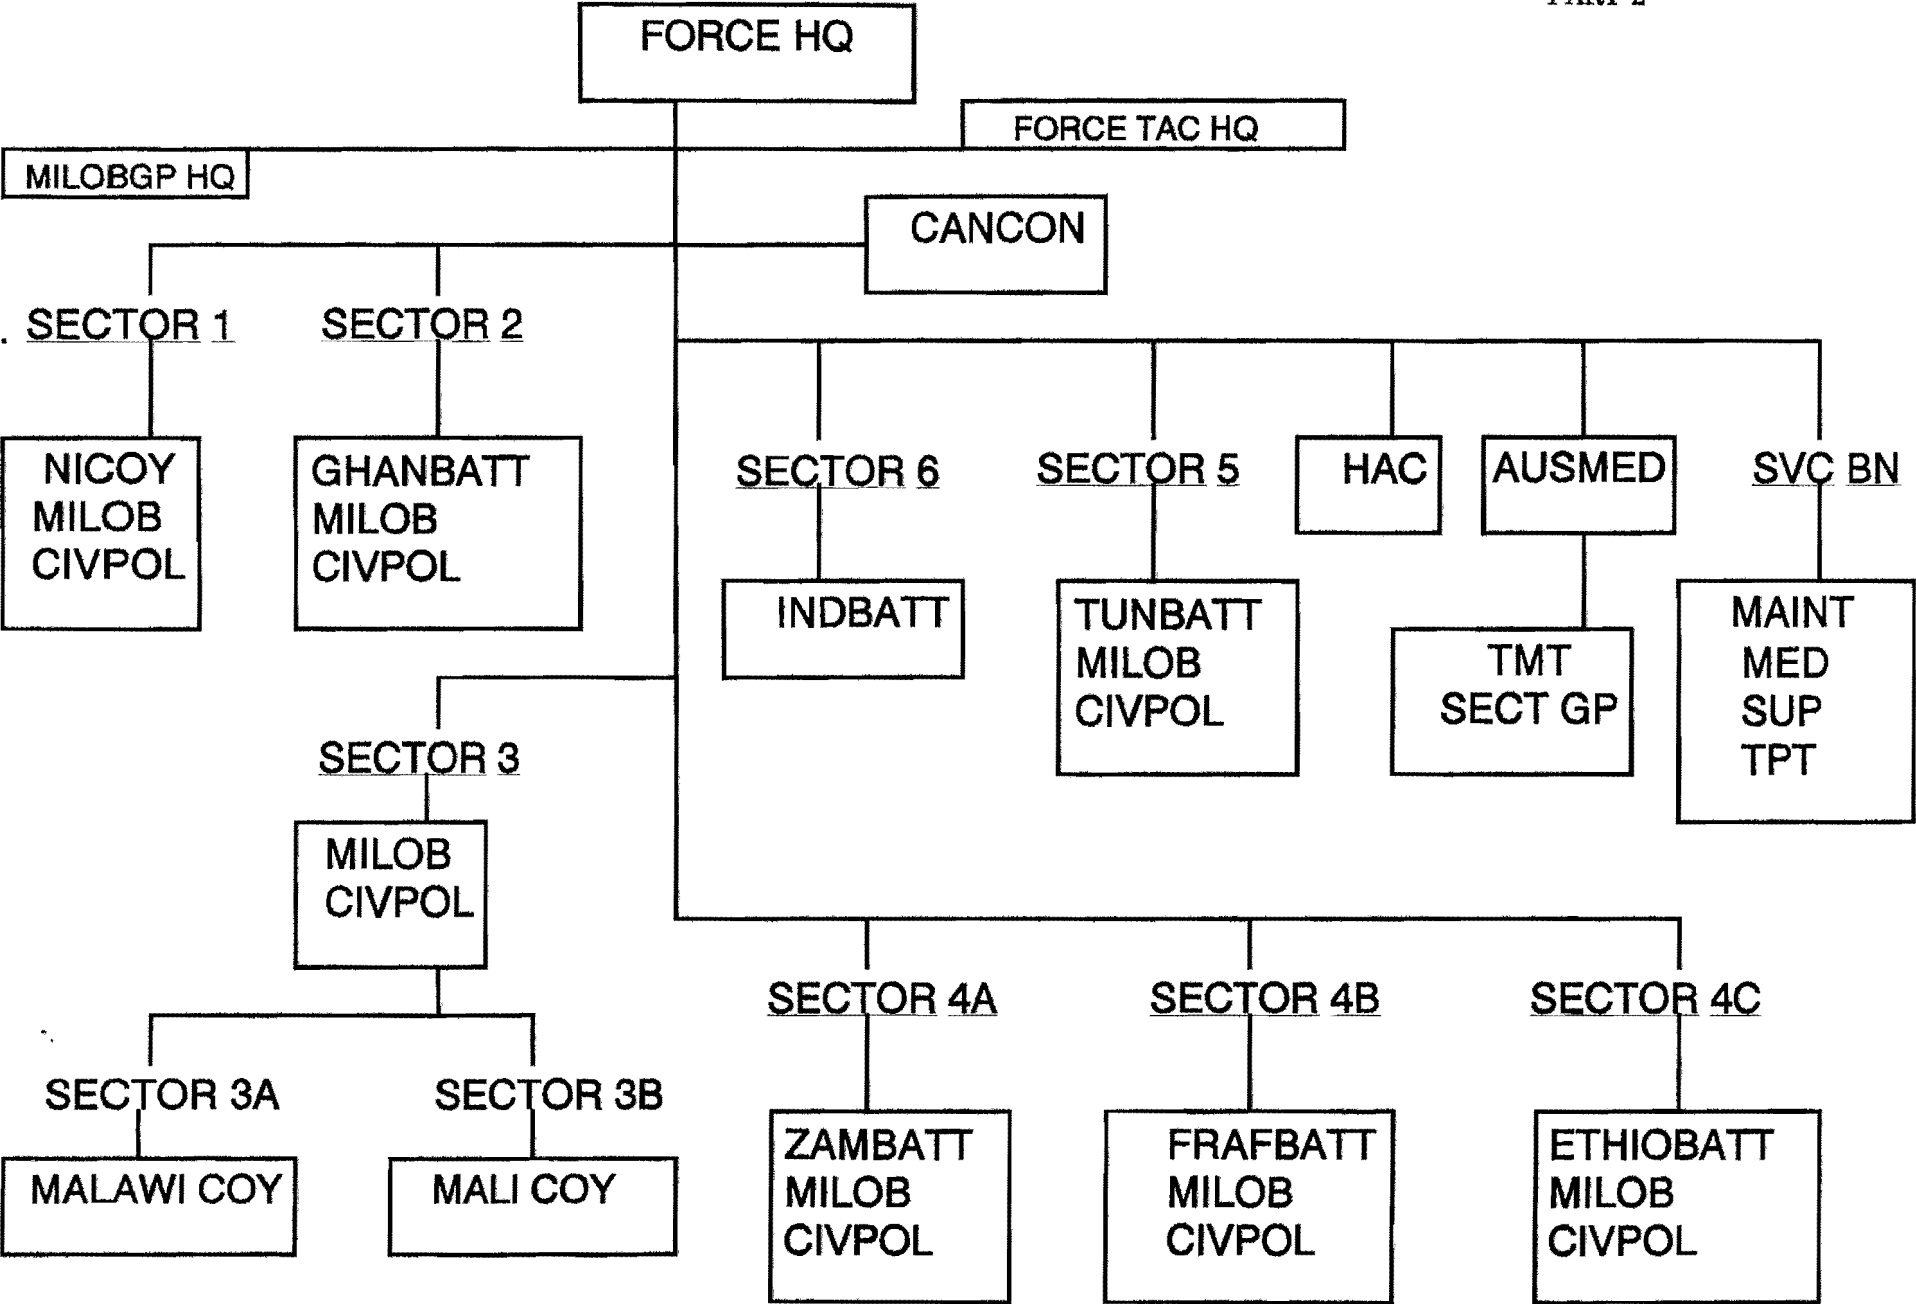 FORCE HQ
FORCE TAC HQ
MILOBGP HQ
CANCON
SECTOR 1
SECTOR 2
NICOY
MILOB
CIVPOL
GHANBATT
MILOB
CIVPOL
SECTOR 6
SECTOR 5
HAC
AUSMED
SVC BN
INDBATT
TUNBATT
MILOB
CIVPOL
TMT
SECT GP
MAINT
MED
SUP
TPT
SECTOR 3
MILOB
CIVPOL
SECTOR 4A
SECTOR 4B
SECTOR 4C
SECTOR 3A
SECTOR 3B
MALAWI COY
MALI COY
ZAMBATT
MILOB
CIVPOL
FRAFBATT
MILOB
CIVPOL
ETHIOBATT
MILOB
CIVPOL